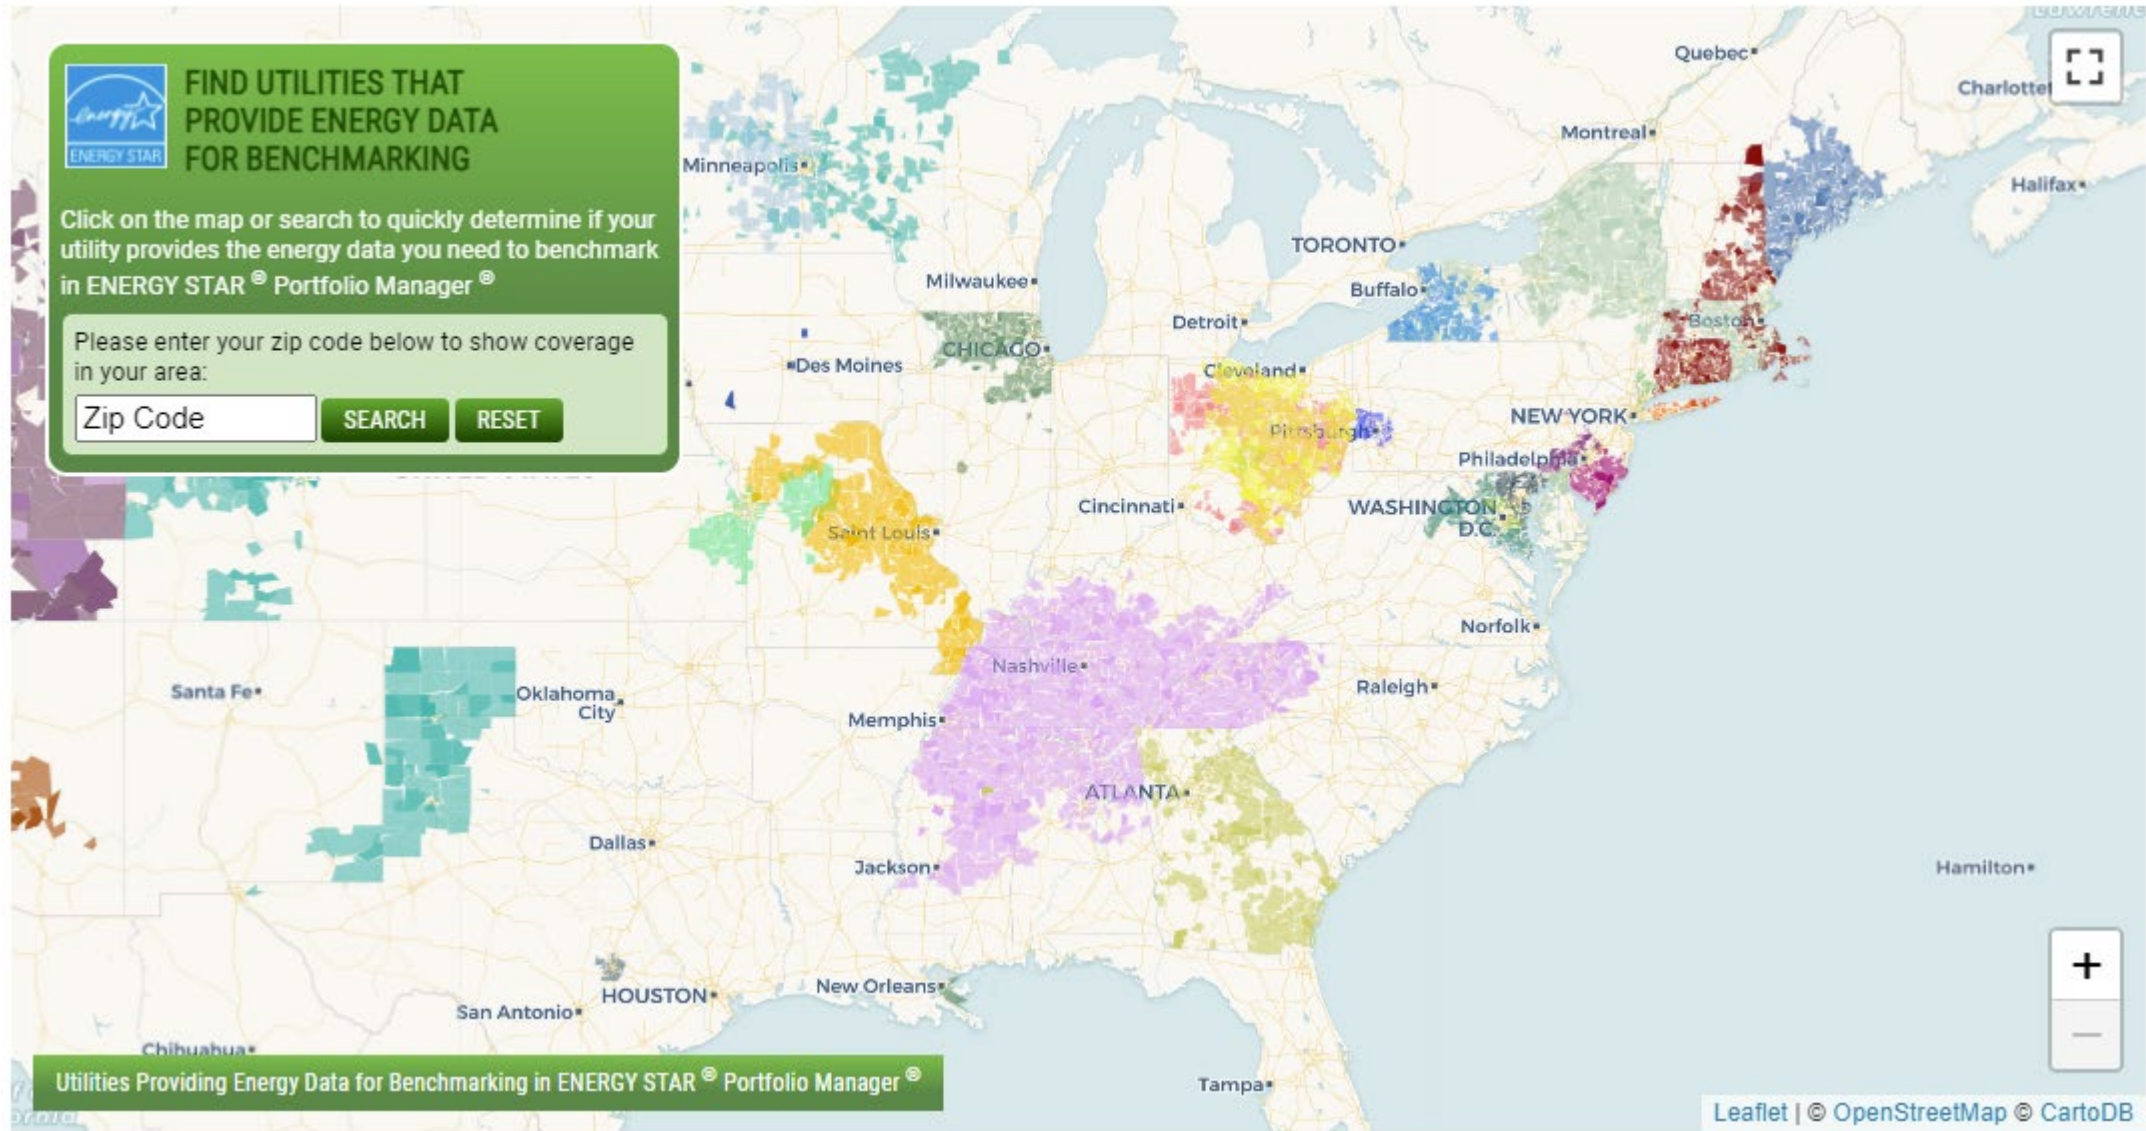 FIND UTILITIES THAT
PROVIDE ENERGY DATA
FOR BENCHMARKING
energy
ENERGY STAR
Click on the map or search to quickly determine if your
utility provides the energy data you need to benchmark
in ENERGY STAR ® Portfolio Manager ®
Please enter your zip code below to show coverage
in your area:
Zip Code
SEARCH
RESET
Quebec
Montreal
Halifax
Minneapolis
TORONTO
Milwaukee
Buffalo
Detroit
Boston
CHICAGO
Des Moines
Cleveland
NEW YORK
Pittsburgh
Philadelphia
Cincinnati
WASHINGTON
D.C.
Saint Louis
Norfolk
Nashville
Raleigh
Santa Fe
Oklahoma
City
Memphis
ATLANTA
Dallas
Jackson
Hamilton
New Orleans
HOUSTON
San Antonio
Chihuahua
Tampa
+
−
Utilities Providing Energy Data for Benchmarking in ENERGY STAR ® Portfolio Manager ®
Leaflet | © OpenStreetMap © CartoDB